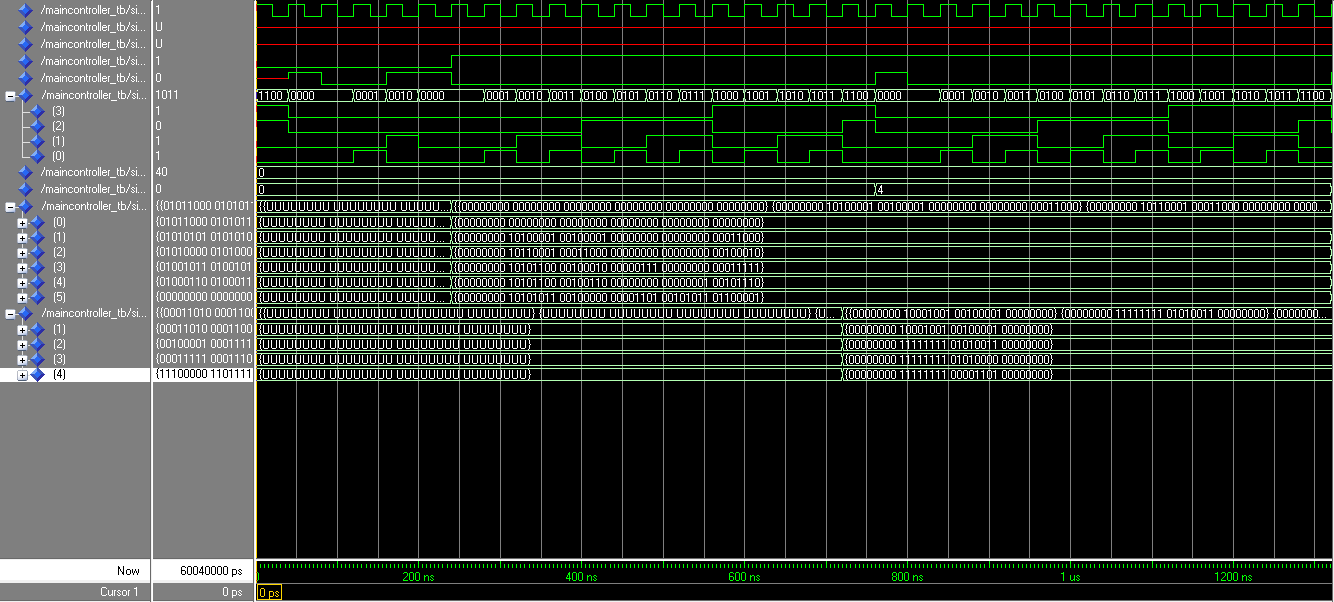 /maincontroller_tb/si... 1
/maincontroller_tb/si... U
/maincontroller_tb/si... U
/maincontroller_tb/si... 1
/maincontroller_tb/si... 0
/maincontroller_tb/si... 1011 1100 0000 0001 0010 0000 0001 0010 0011 0100 0101 0110 0111 1000 1001 1010 1011 1100 0000 0001 0010 0011 0100 0101 0110 0111 1000 1001 1010 1011 1100
(3) 1
(2) 0
(1) 1
(0) 1
/maincontroller_tb/si... 40 0
/maincontroller_tb/si... 0 0 4
/maincontroller_tb/si... {{01011000 010101 {{UUUUUUUU UUUUUUUU UUUUU... {{00000000 00000000 00000000 00000000 00000000 00000000} {00000000 10100001 00100001 00000000 00000000 00011000} {00000000 10110001 00011000 00000000 0000...
(0) {01011000 0101011 {UUUUUUUU UUUUUUUU UUUUU... {00000000 00000000 00000000 00000000 00000000 00000000}
(1) {01010101 0101010 {UUUUUUUU UUUUUUUU UUUUU... {00000000 10100001 00100001 00000000 00000000 00011000}
(2) {01010000 0101000 {UUUUUUUU UUUUUUUU UUUUU... {00000000 10110001 00011000 00000000 00000000 00100010}
(3) {01001011 0100101 {UUUUUUUU UUUUUUUU UUUUU... {00000000 10101100 00100010 00000111 00000000 00011111}
(4) {01000110 0100011 {UUUUUUUU UUUUUUUU UUUUU... {00000000 10101100 00100110 00000000 00000001 00101110}
(5) {00000000 0000000 {UUUUUUUU UUUUUUUU UUUUU... {00000000 10101011 00100000 00001101 00101011 01100001}
/maincontroller_tb/si... {{00011010 0001100 {{UUUUUUUU UUUUUUUU UUUUUUUU UUUUUUUU} {UUUUUUUU UUUUUUUU UUUUUUUU UUUUUUUU} {U... {{00000000 10001001 00100001 00000000} {00000000 11111111 01010011 00000000} {0000000...
(1) {00011010 0001100 {UUUUUUUU UUUUUUUU UUUUUUUU UUUUUUUU} {00000000 10001001 00100001 00000000}
(2) {00100001 0001111 {UUUUUUUU UUUUUUUU UUUUUUUU UUUUUUUU} {00000000 11111111 01010011 00000000}
(3) {00011111 0001110 {UUUUUUUU UUUUUUUU UUUUUUUU UUUUUUUU} {00000000 11111111 01010000 00000000}
(4) {11100000 1101111 {UUUUUUUU UUUUUUUU UUUUUUUU UUUUUUUU} {00000000 11111111 00001101 00000000}
Now 60040000 ps 200 ns 400 ns 600 ns 800 ns 1 us 1200 ns
Cursor 1 0 ps 0 ps